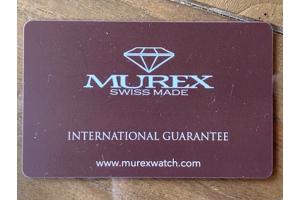 MUREX
SWISS MADE
INTERNATIONAL GUARANTEE
www.murexwatch.com